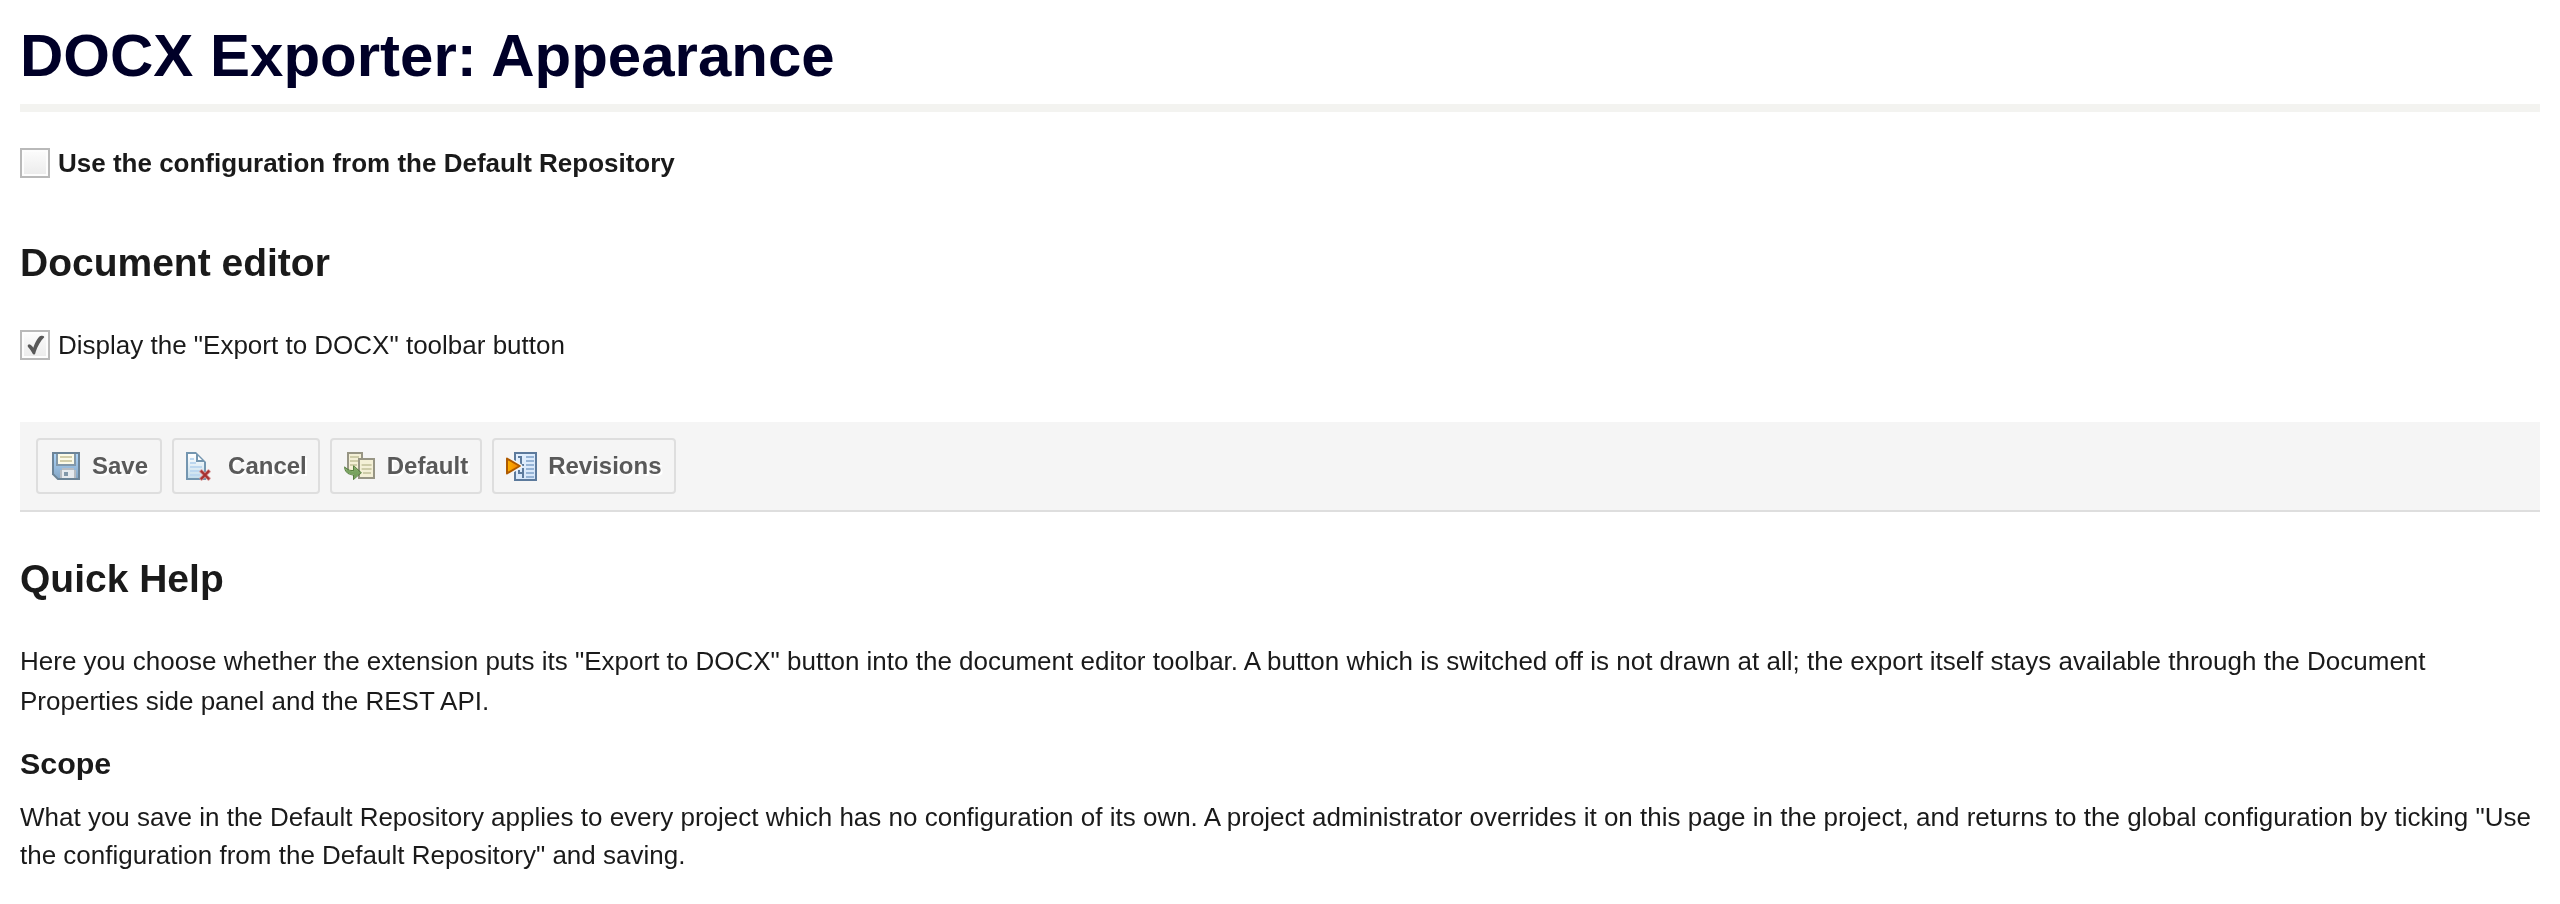 DOCX Exporter: Appearance
Use the configuration from the Default Repository
Document editor
Display the "Export to DOCX" toolbar button
Save Cancel Default Revisions
Quick Help
Here you choose whether the extension puts its "Export to DOCX" button into the document editor toolbar. A button which is switched off is not drawn at all; the export itself stays available through the Document
Properties side panel and the REST API.
Scope
What you save in the Default Repository applies to every project which has no configuration of its own. A project administrator overrides it on this page in the project, and returns to the global configuration by ticking "Use
the configuration from the Default Repository" and saving.